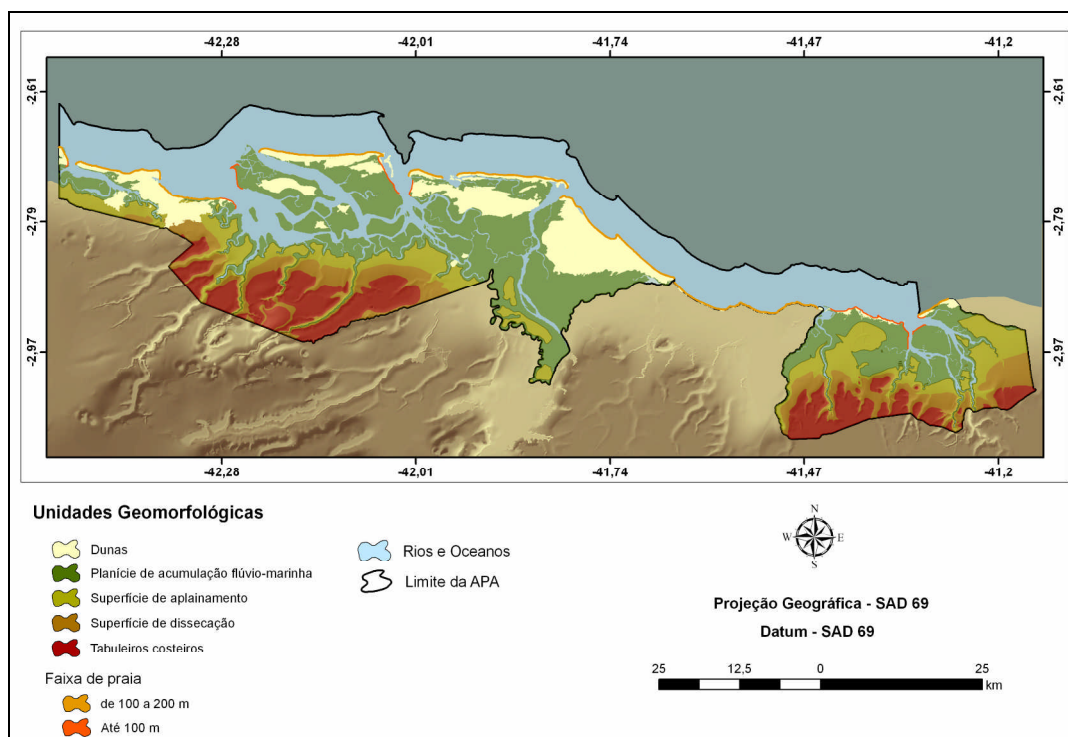 -42,28 -42,01 -41,74 -41,47 -41,2
-2,61 -2,61
-2,79 -2,79
-2,97 -2,97
-42,28 -42,01 -41,74 -41,47 -41,2
Unidades Geomorfológicas
Dunas
Planície de acumulação flúvio-marinha
Superfície de aplainamento
Superfície de dissecação
Tabuleiros costeiros
Faixa de praia
de 100 a 200 m
Até 100 m
Rios e Oceanos
Limite da APA
N
W E
S
Projeção Geográfica - SAD 69
Datum - SAD 69
25 12,5 0 25
km